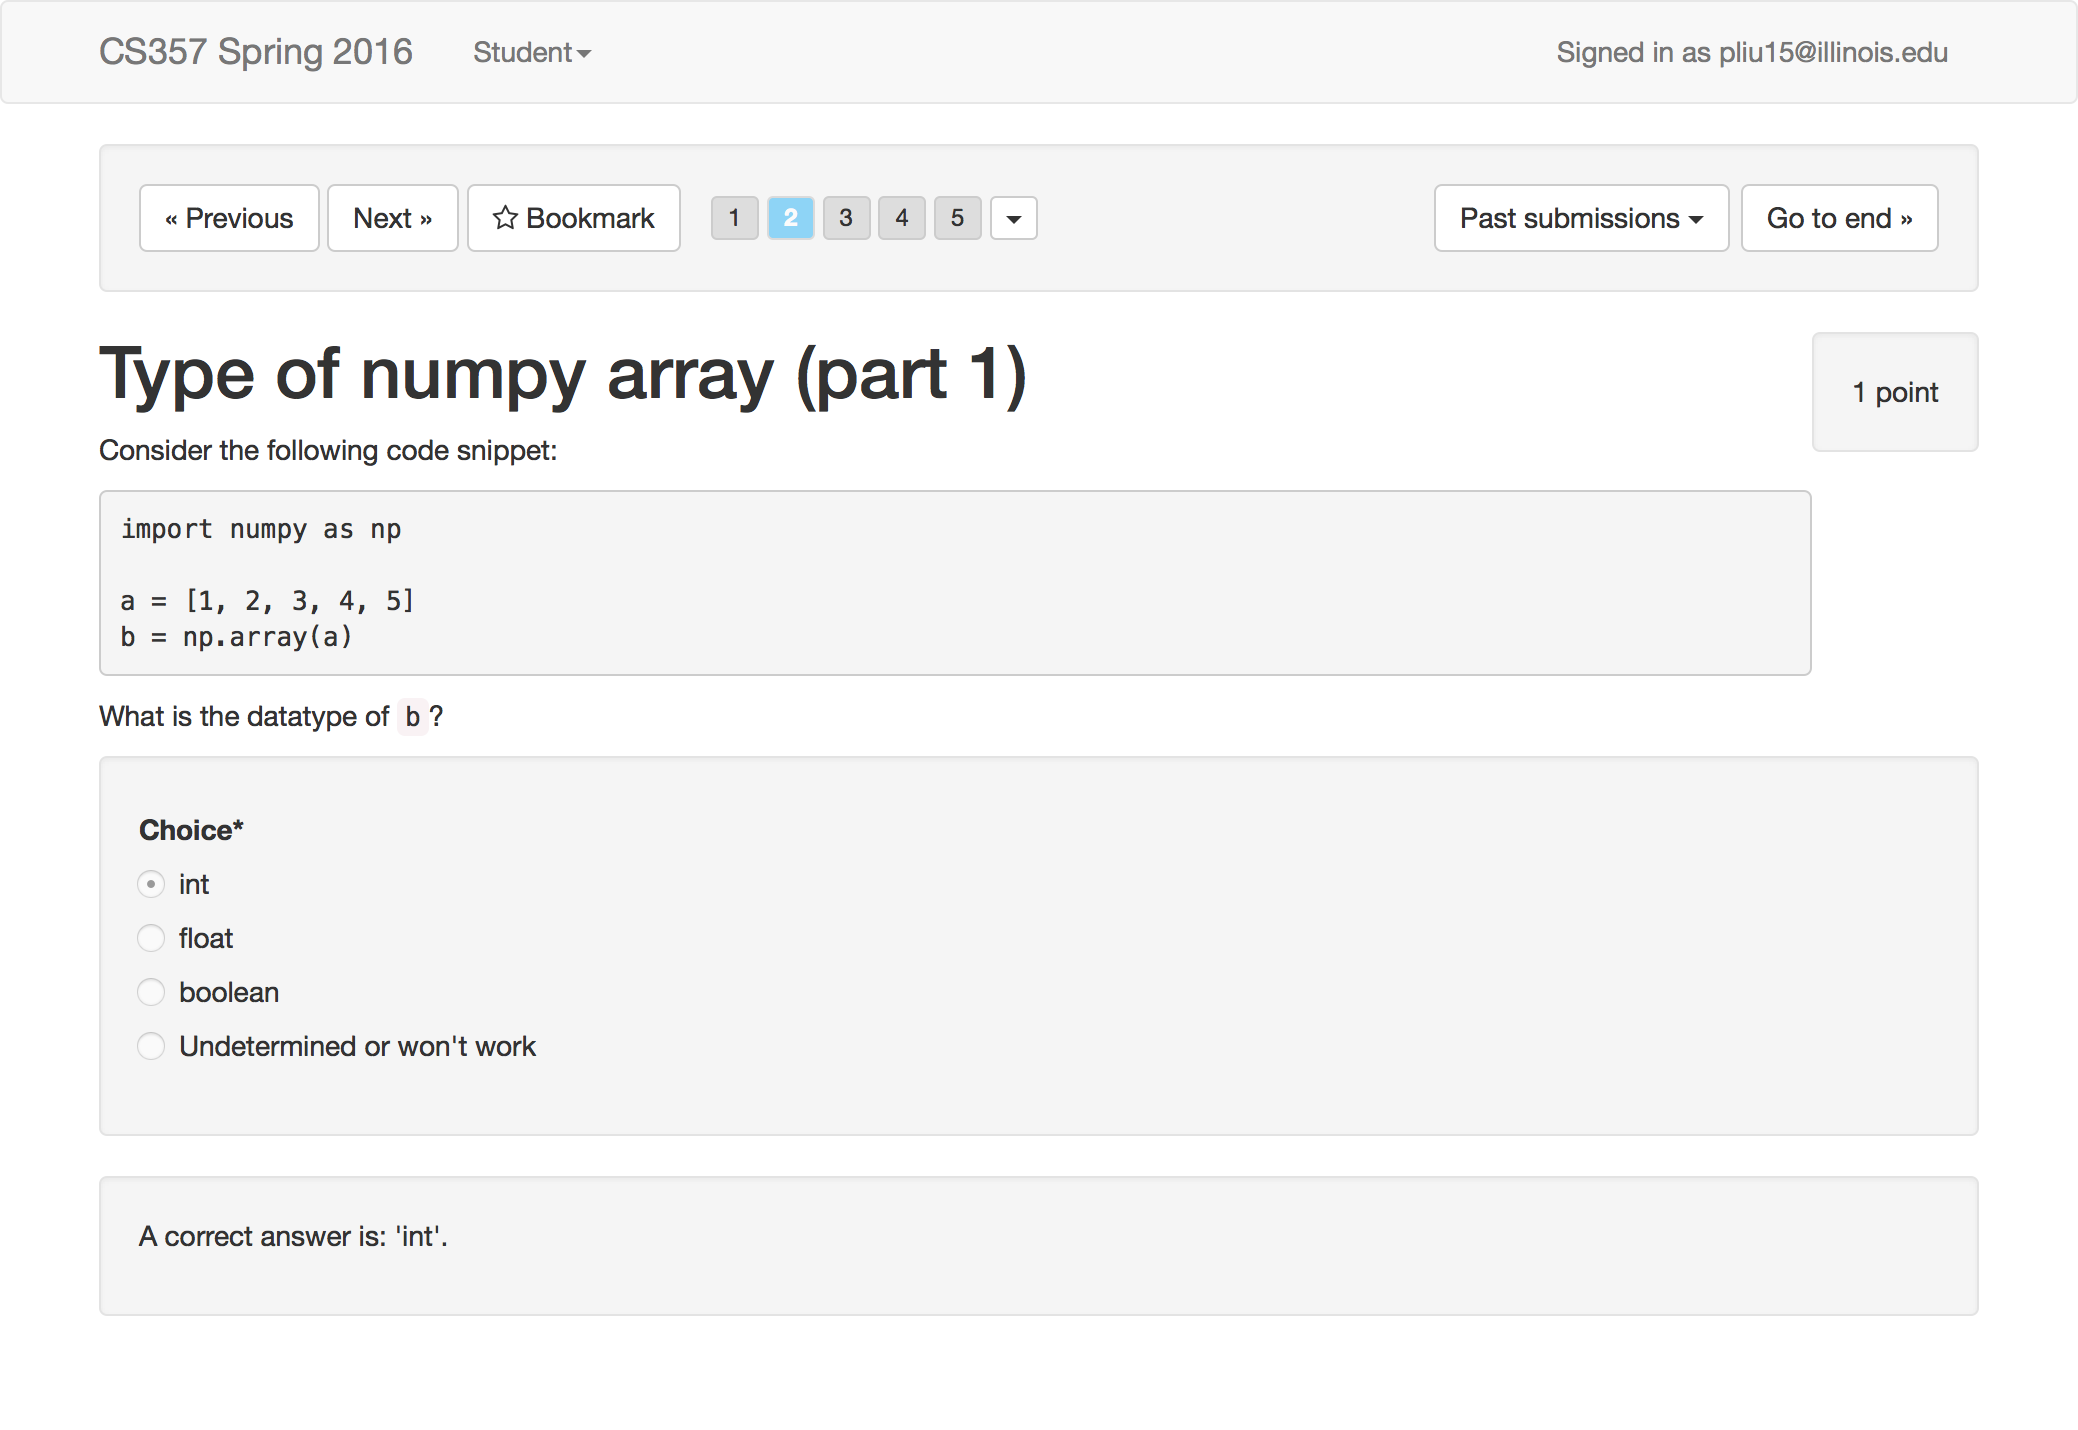 CS357 Spring 2016 Student Signed in as pliu15@illinois.edu
« Previous Next » Bookmark 1 2 3 4 5 Past submissions Go to end »
Type of numpy array (part 1)
1 point
Consider the following code snippet:
import numpy as np
a = [1, 2, 3, 4, 5]
b = np.array(a)
What is the datatype of b?
Choice*
int
float
boolean
Undetermined or won't work
A correct answer is: 'int'.